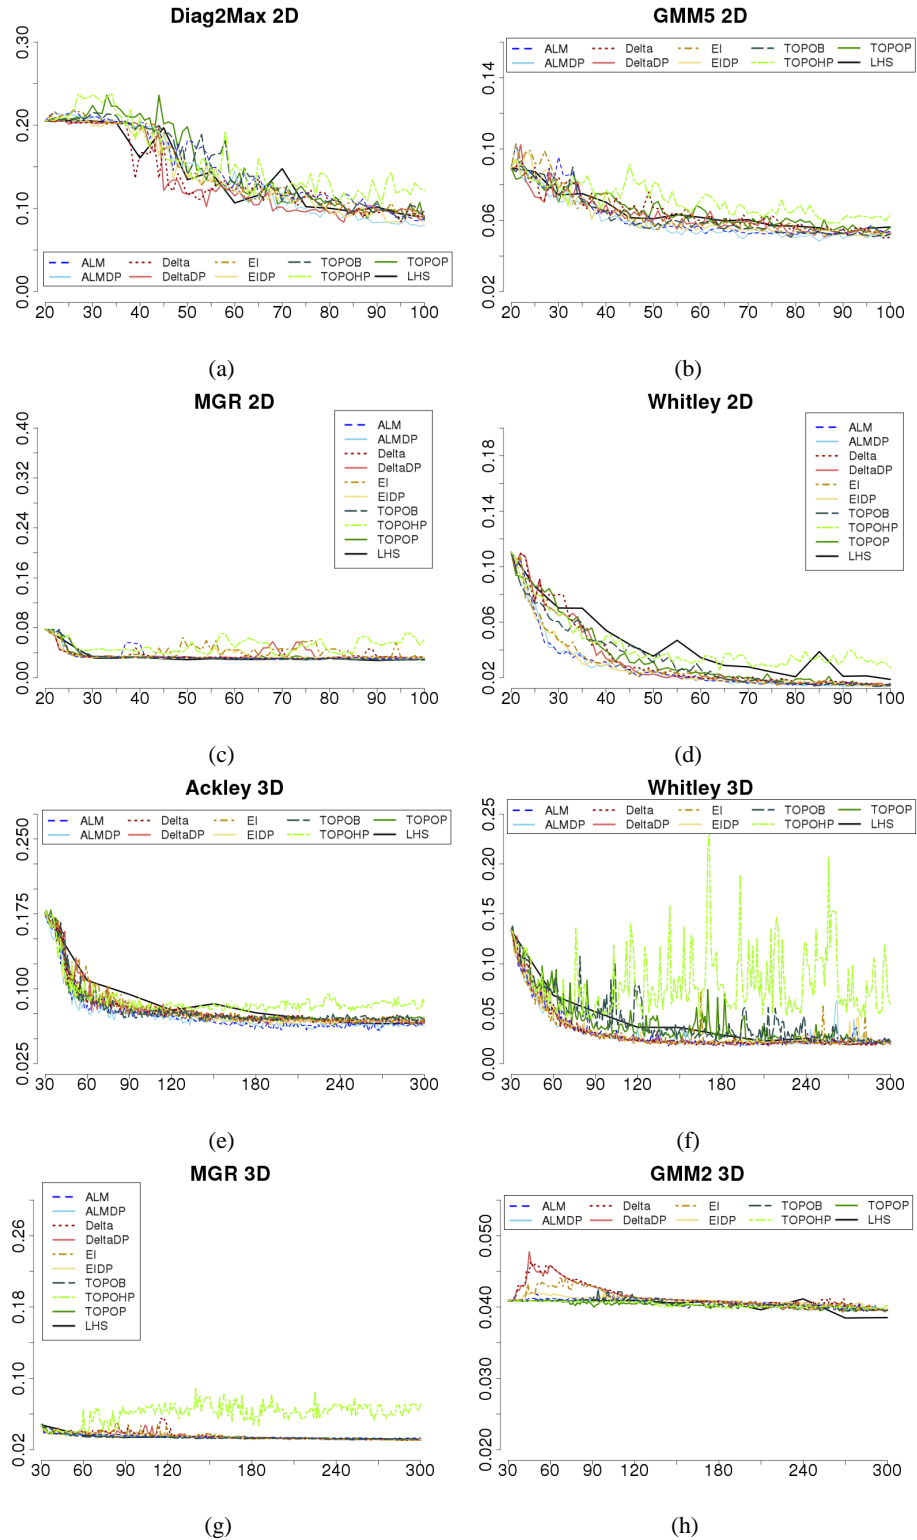 Diag2Max 2D
0.30
0.20
0.10
0.00
ALM Delta EI TOPOB TOPOP
ALMDP DeltaDP EIDP TOPOHP LHS
20 30 40 50 60 70 80 90 100
(a)
GMM5 2D
ALM Delta EI TOPOB TOPOP
ALMDP DeltaDP EIDP TOPOHP LHS
0.14
0.10
0.06
0.02
20 30 40 50 60 70 80 90 100
(b)
MGR 2D
0.40
0.32
0.24
0.16
0.08
0.00
ALM
ALMDP
Delta
DeltaDP
EI
EIDP
TOPOB
TOPOHP
TOPOP
LHS
20 30 40 50 60 70 80 90 100
(c)
Whitley 2D
0.18
0.14
0.10
0.06
0.02
ALM
ALMDP
Delta
DeltaDP
EI
EIDP
TOPOB
TOPOHP
TOPOP
LHS
20 30 40 50 60 70 80 90 100
(d)
Ackley 3D
ALM Delta EI TOPOB TOPOP
ALMDP DeltaDP EIDP TOPOHP LHS
0.250
0.175
0.100
0.025
30 60 90 120 180 240 300
(e)
Whitley 3D
ALM Delta EI TOPOB TOPOP
ALMDP DeltaDP EIDP TOPOHP LHS
0.25
0.20
0.15
0.10
0.05
0.00
30 60 90 120 180 240 300
(f)
MGR 3D
ALM
ALMDP
Delta
DeltaDP
EI
EIDP
TOPOB
TOPOHP
TOPOP
LHS
0.26
0.18
0.10
0.02
30 60 90 120 180 240 300
(g)
GMM2 3D
ALM Delta EI TOPOB TOPOP
ALMDP DeltaDP EIDP TOPOHP LHS
0.050
0.040
0.030
0.020
30 60 90 120 180 240 300
(h)